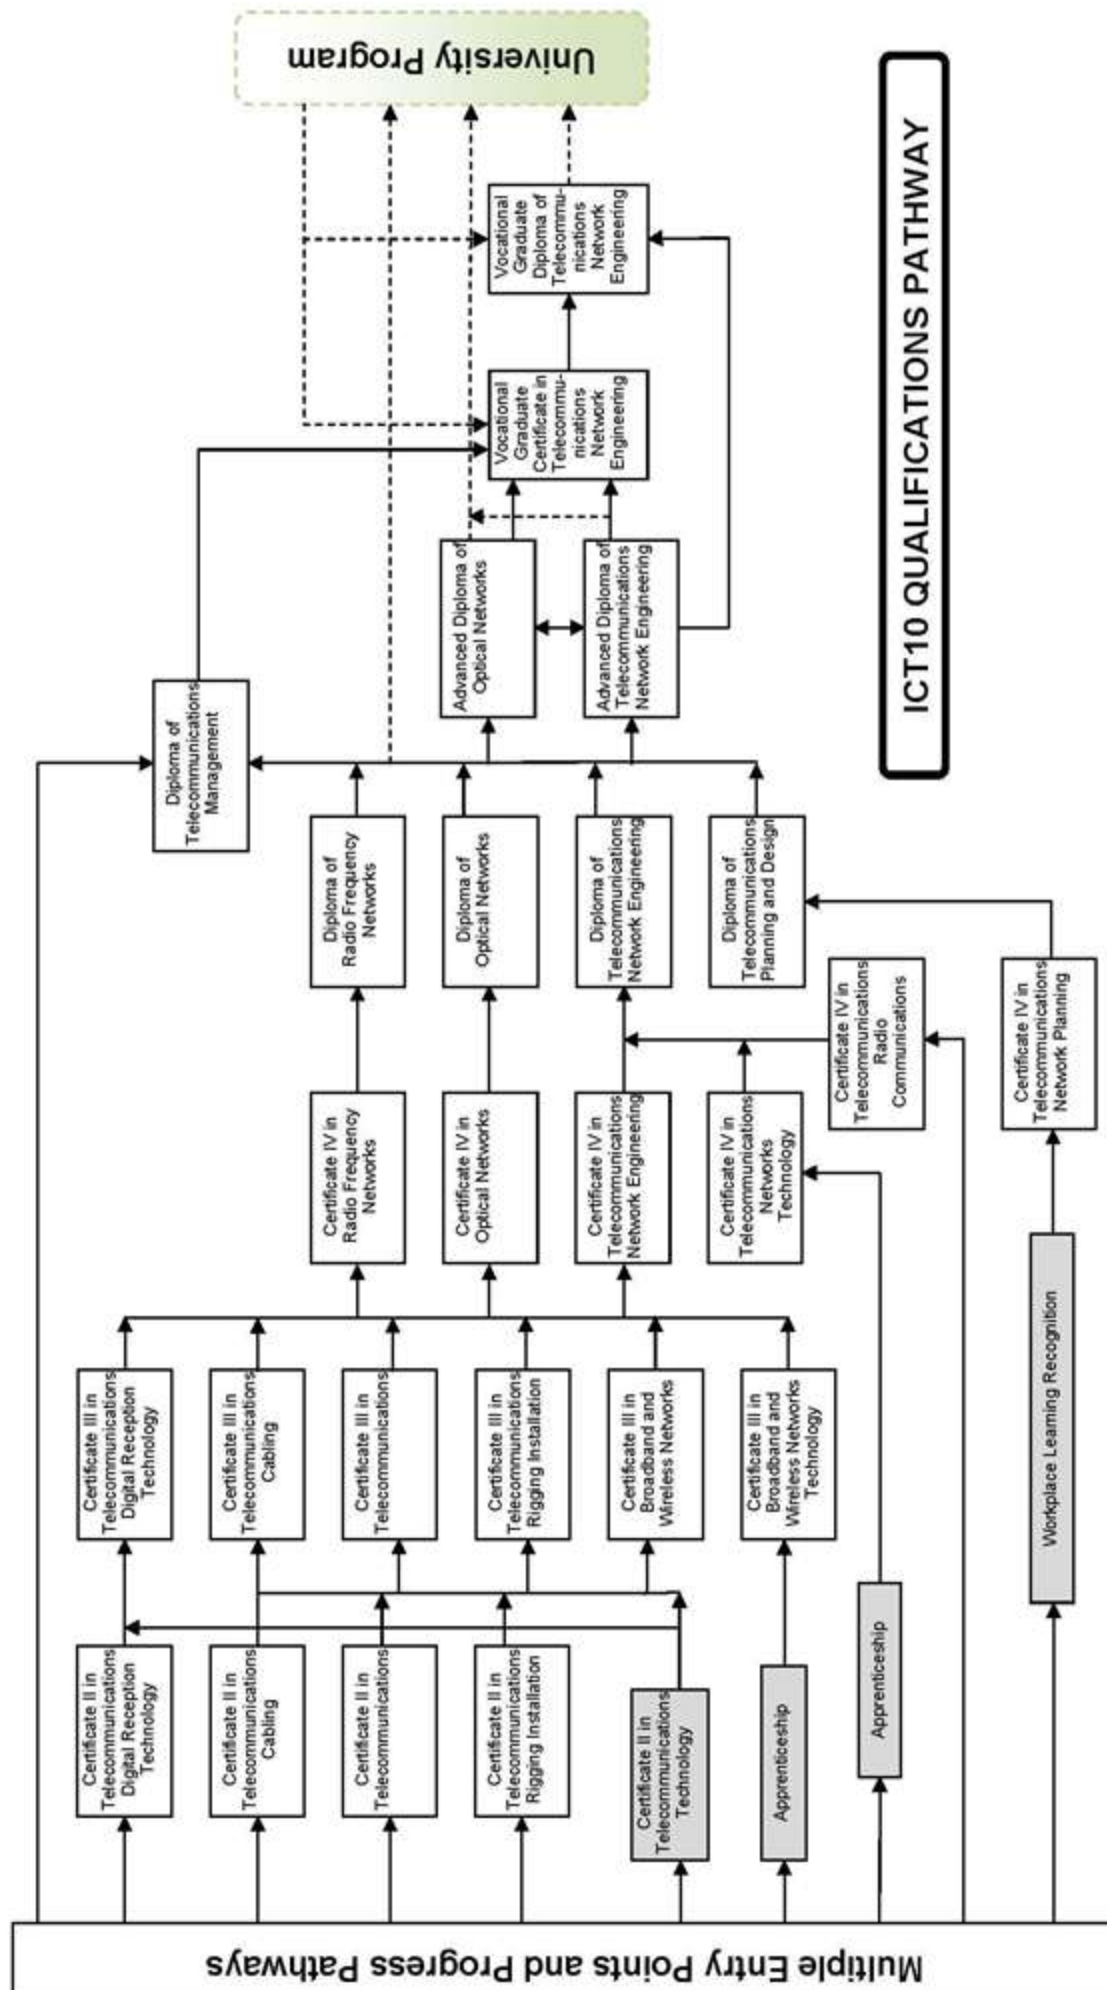 University Program
Vocational
Graduate
Diploma of
Telecommu-
nications
Network
Engineering
Vocational
Graduate
Certificate in
Telecommu-
nications
Network
Engineering
Advanced Diploma of
Optical Networks
Advanced Diploma of
Telecommunications
Network Engineering
ICT10 QUALIFICATIONS PATHWAY
Diploma of
Telecommunications
Management
Diploma of
Radio Frequency
Networks
Diploma of
Optical Networks
Diploma of
Telecommunications
Network Engineering
Diploma of
Telecommunications
Planning and Design
Certificate IV in
Radio Frequency
Networks
Certificate IV in
Optical Networks
Certificate IV in
Telecommunications
Network Engineering
Certificate IV in
Telecommunications
Networks
Technology
Certificate IV in
Telecommunications
Radio
Communications
Certificate IV in
Telecommunications
Network Planning
Certificate III in
Telecommunications
Digital Reception
Technology
Certificate III in
Telecommunications
Cabling
Certificate III in
Telecommunications
Certificate III in
Telecommunications
Rigging Installation
Certificate III in
Broadband and
Wireless Networks
Certificate III in
Broadband and
Wireless Networks
Technology
Workplace Learning Recognition
Certificate II in
Telecommunications
Digital Reception
Technology
Certificate II in
Telecommunications
Cabling
Certificate II in
Telecommunications
Certificate II in
Telecommunications
Rigging Installation
Certificate II in
Telecommunications
Technology
Apprenticeship
Apprenticeship
Multiple Entry Points and Progress Pathways